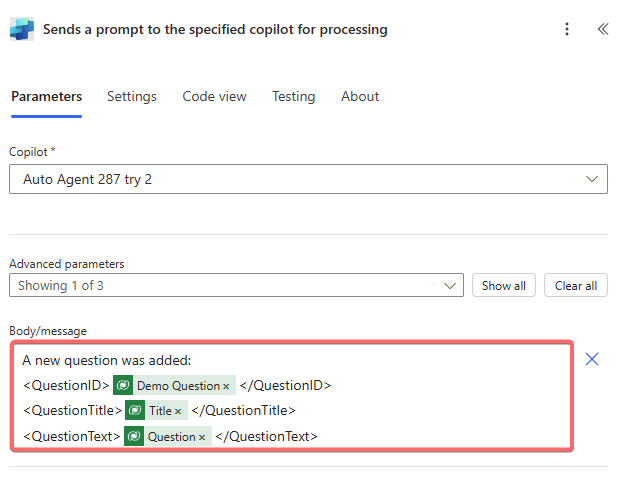 Sends a prompt to the specified copilot for processing
Parameters Settings Code view Testing About
Copilot *
Auto Agent 287 try 2
Advanced parameters
Showing 1 of 3 Show all Clear all
Body/message
A new question was added:
<QuestionID> Demo Question × </QuestionID>
<QuestionTitle> Title × </QuestionTitle>
<QuestionText> Question × </QuestionText>